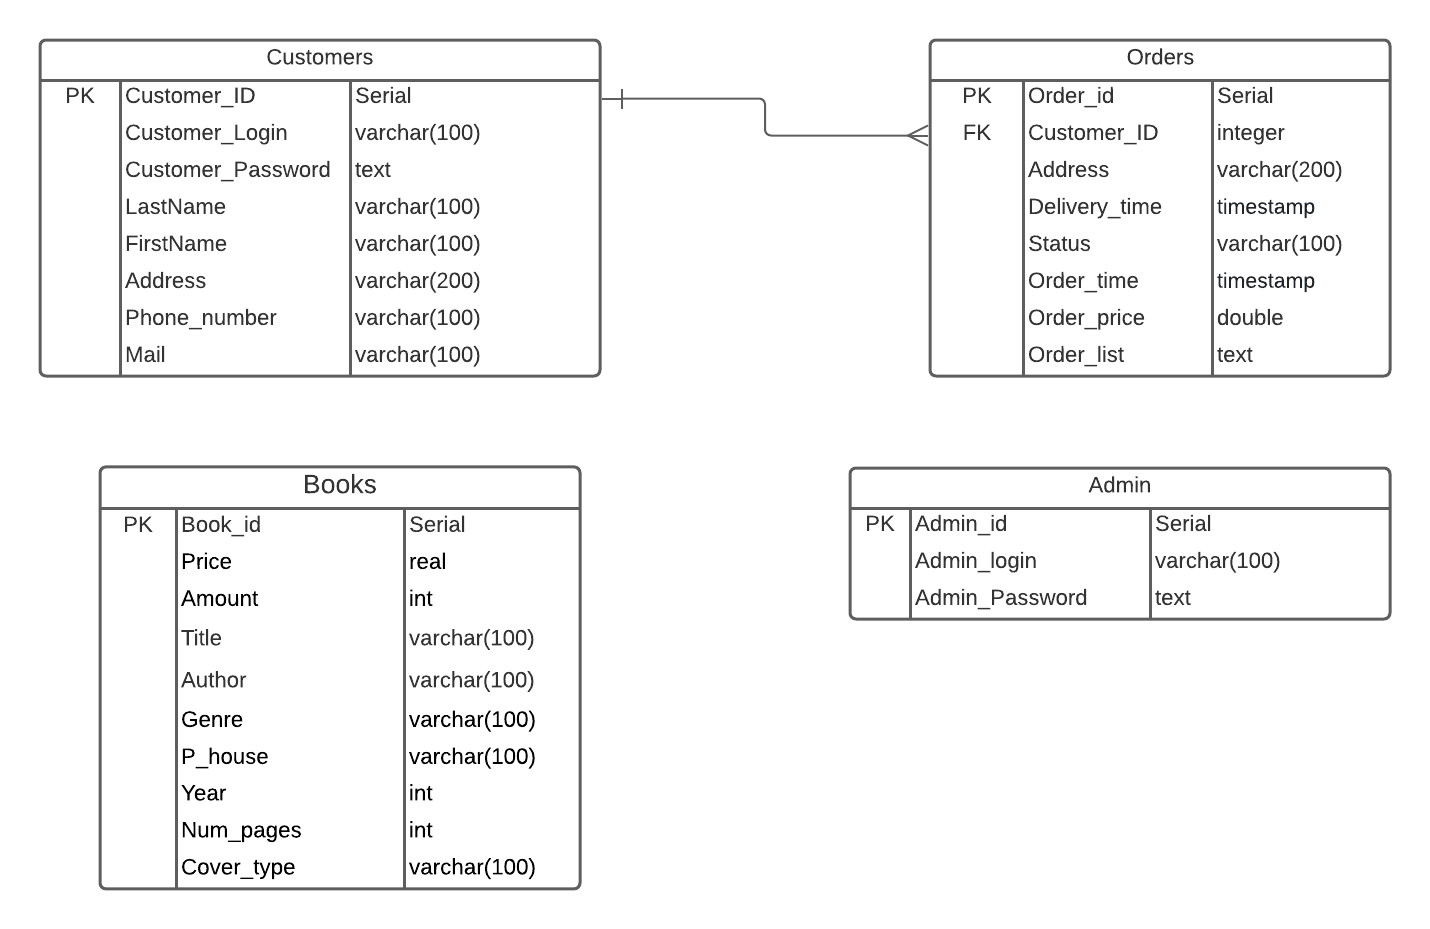 Customers
PK Customer_ID Serial
Customer_Login varchar(100)
Customer_Password text
LastName varchar(100)
FirstName varchar(100)
Address varchar(200)
Phone_number varchar(100)
Mail varchar(100)
Orders
PK Order_id Serial
FK Customer_ID integer
Address varchar(200)
Delivery_time timestamp
Status varchar(100)
Order_time timestamp
Order_price double
Order_list text
Books
PK Book_id Serial
Price real
Amount int
Title varchar(100)
Author varchar(100)
Genre varchar(100)
P_house varchar(100)
Year int
Num_pages int
Cover_type varchar(100)
Admin
PK Admin_id Serial
Admin_login varchar(100)
Admin_Password text